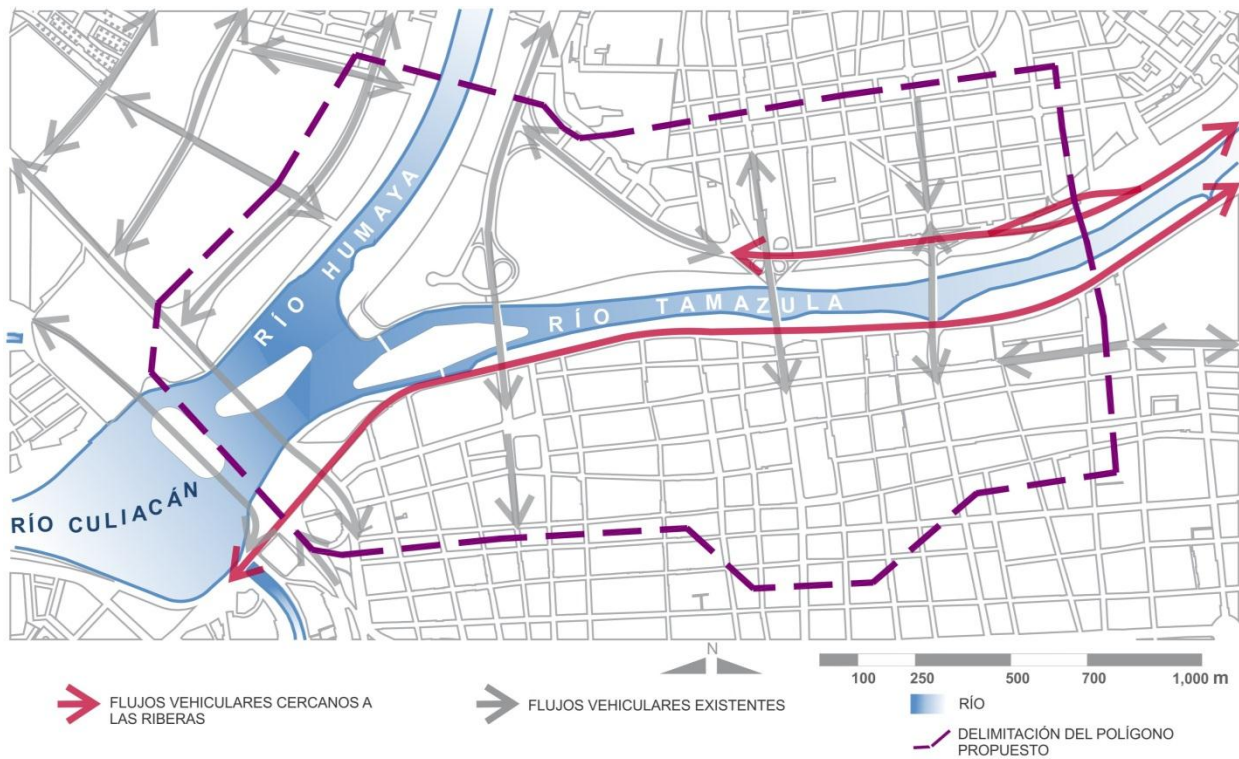 RÍO HUMAYA
RÍO TAMAZULA
RÍO CULIACÁN
N
100 250 500 700 1,000 m
FLUJOS VEHICULARES CERCANOS A
LAS RIBERAS
FLUJOS VEHICULARES EXISTENTES
RÍO
DELIMITACIÓN DEL POLÍGONO
PROPUESTO